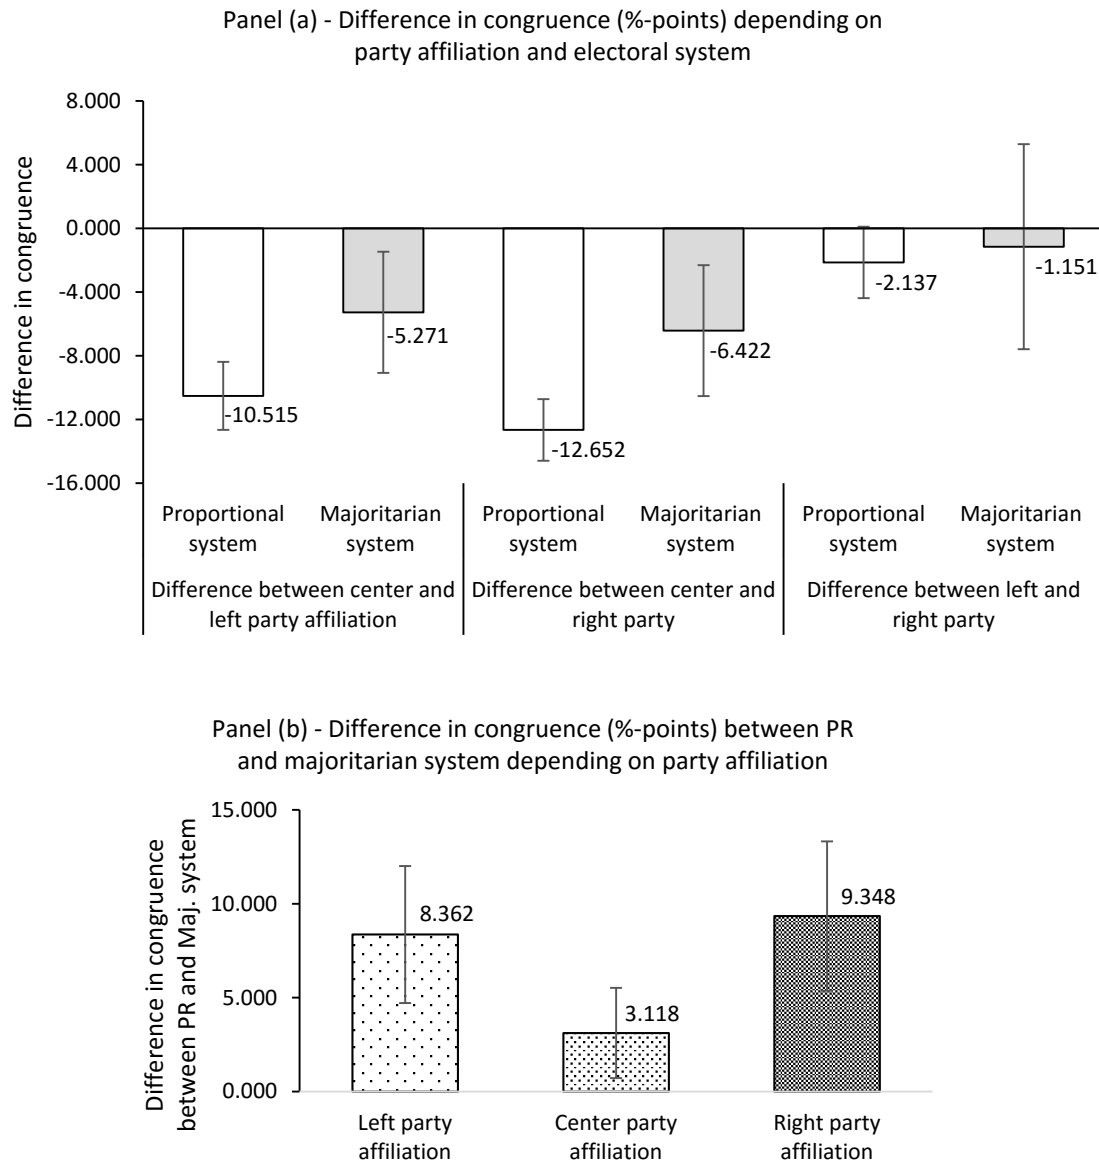 Panel (a) - Difference in congruence (%-points) depending on
party affiliation and electoral system
Difference in congruence
8.000
4.000
0.000
-4.000
-8.000
-12.000
-16.000
-10.515
-5.271
-12.652
-6.422
-2.137
-1.151
Proportional
system
Majoritarian
system
Proportional
system
Majoritarian
system
Proportional
system
Majoritarian
system
Difference between center and
left party affiliation
Difference between center and
right party
Difference between left and
right party
Panel (b) - Difference in congruence (%-points) between PR
and majoritarian system depending on party affiliation
Difference in congruence
between PR and Maj. system
15.000
10.000
5.000
0.000
8.362
3.118
9.348
Left party
affiliation
Center party
affiliation
Right party
affiliation